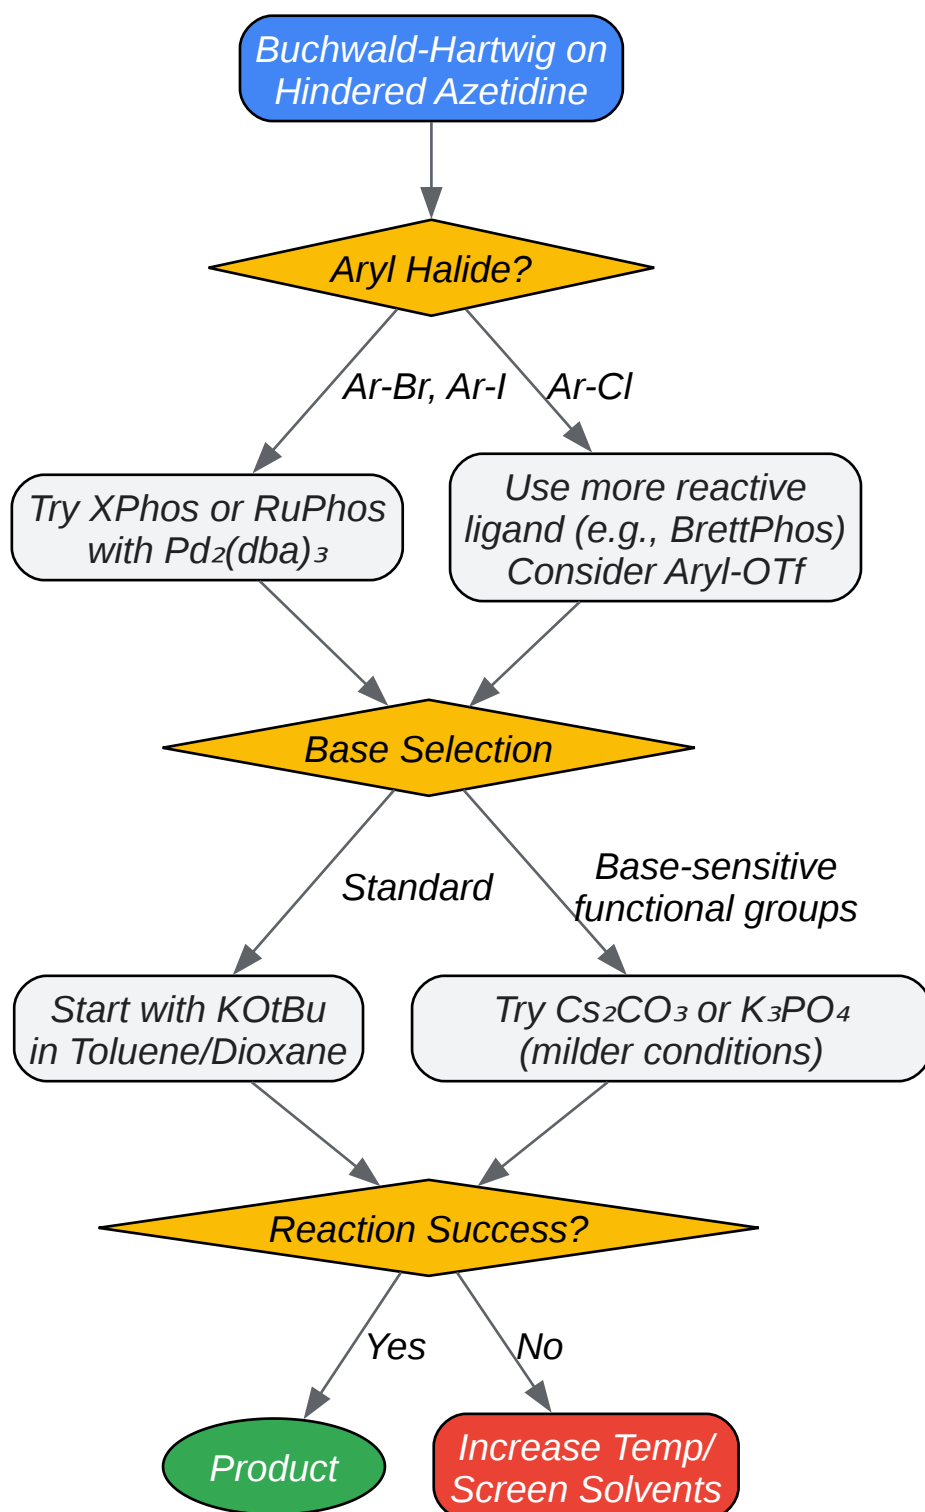 Buchwald-Hartwig on
Hindered Azetidine
Aryl Halide?
Ar-Br, Ar-I
Ar-Cl
Try XPhos or RuPhos
with Pd₂(dba)₃
Use more reactive
ligand (e.g., BrettPhos)
Consider Aryl-OTf
Base Selection
Standard
Base-sensitive
functional groups
Start with KOtBu
in Toluene/Dioxane
Try Cs₂CO₃ or K₃PO₄
(milder conditions)
Reaction Success?
Yes
No
Product
Increase Temp/
Screen Solvents